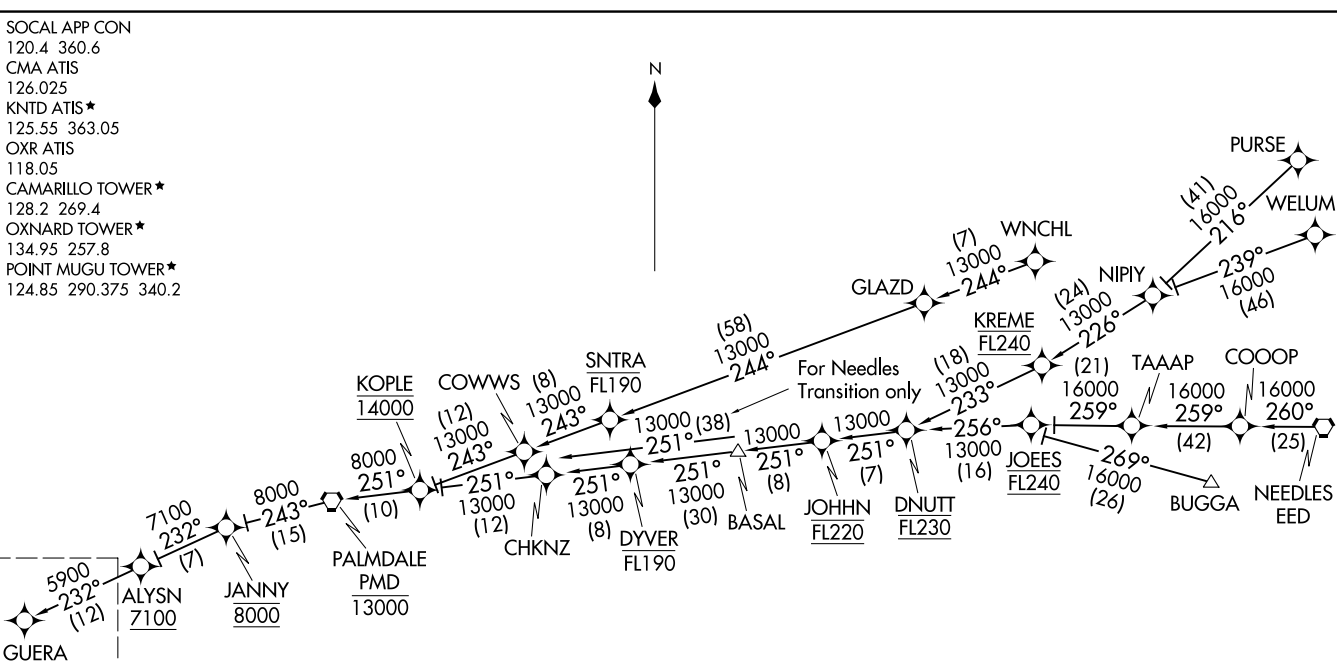 SOCAL APP CON
120.4 360.6
CMA ATIS
126.025
KNTD ATIS★
125.55 363.05
OXR ATIS
118.05
CAMARILLO TOWER★
128.2 269.4
OXNARD TOWER★
134.95 257.8
POINT MUGU TOWER★
124.85 290.375 340.2
N
PURSE
(41)
16000
216°
WELUM
239°
16000
(46)
WNCHL
(7)
13000
244°
GLAZD
NIPIY
(24)
13000
226°
KREME
FL240
(58)
13000
244°
SNTRA
FL190
For Needles
Transition only
(18)
13000
233°
(21)
16000
259°
TAAAP
COOOP
16000
259°
(42)
16000
260°
(25)
NEEDLES
EED
KOPLE
14000
COWWS
(8)
13000
243°
(12)
13000
243°
13000 (38)
251°
13000
251°
(8)
13000
251°
(7)
256°
13000
(16)
JOEES
FL240
269°
16000
(26)
BUGGA
DNUTT
FL230
JOHHN
FL220
BASAL
251°
13000
(30)
DYVER
FL190
251°
13000
(8)
CHKNZ
251°
13000
(12)
8000
251°
(10)
PALMDALE
PMD
13000
8000
243°
(15)
JANNY
8000
7100
232°
(7)
ALYSN
7100
5900
232°
(12)
GUERA